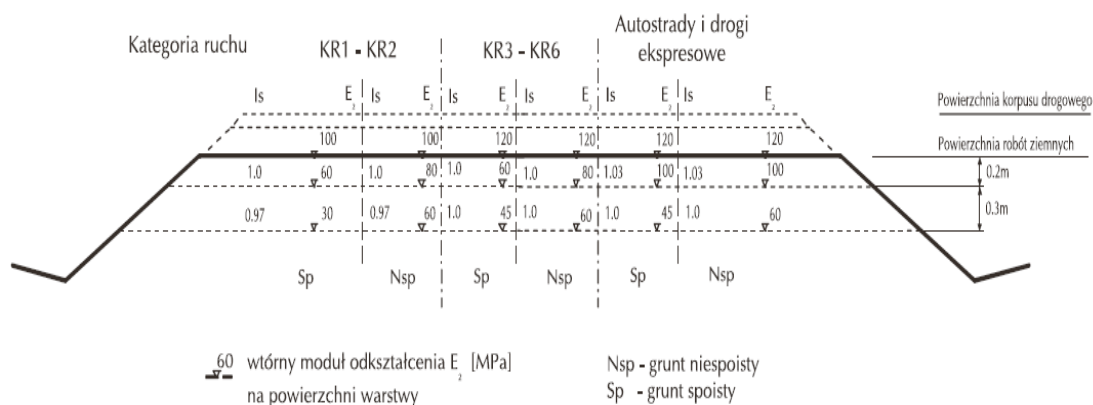 Kategoria ruchu KR1 - KR2 KR3 - KR6 Autostrady i drogi ekspresowe
Is E₂ Is E₂ Is E₂ Is E₂ Is E₂ Is E₂
Powierzchnia korpusu drogowego
100 100 120 120 120 120
Powierzchnia robót ziemnych
1.0 60 1.0 80 1.0 60 1.0 80 1.03 100 1.03 100 0.2m
0.97 30 0.97 60 1.0 45 1.0 60 1.0 45 1.0 60 0.3m
Sp Nsp Sp Nsp Sp Nsp
60 wtórny moduł odkształcenia E₂ [MPa]
na powierzchni warstwy
Nsp - grunt niespoisty
Sp - grunt spoisty